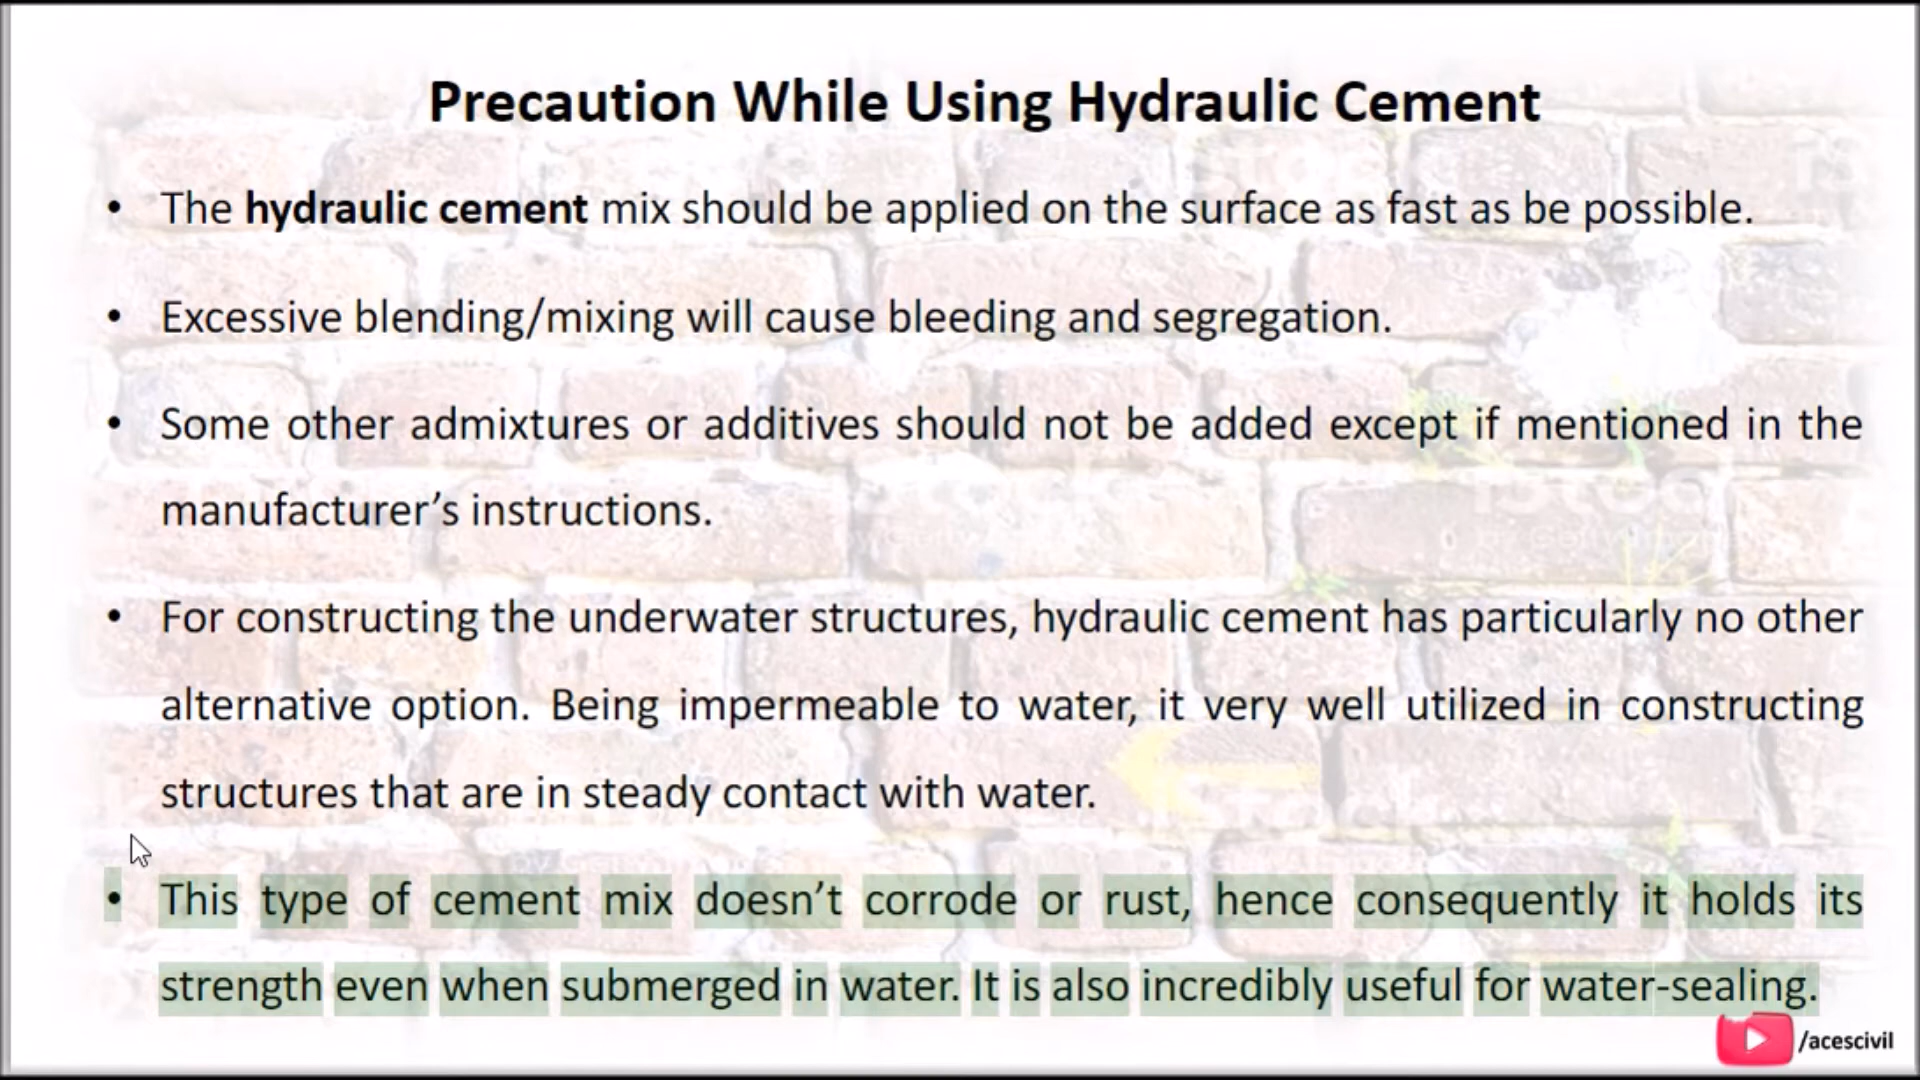 Precaution While Using Hydraulic Cement
• The hydraulic cement mix should be applied on the surface as fast as be possible.
• Excessive blending/mixing will cause bleeding and segregation.
• Some other admixtures or additives should not be added except if mentioned in the
manufacturer’s instructions.
• For constructing the underwater structures, hydraulic cement has particularly no other
alternative option. Being impermeable to water, it very well utilized in constructing
structures that are in steady contact with water.
• This type of cement mix doesn’t corrode or rust, hence consequently it holds its
strength even when submerged in water. It is also incredibly useful for water-sealing.
/acescivil